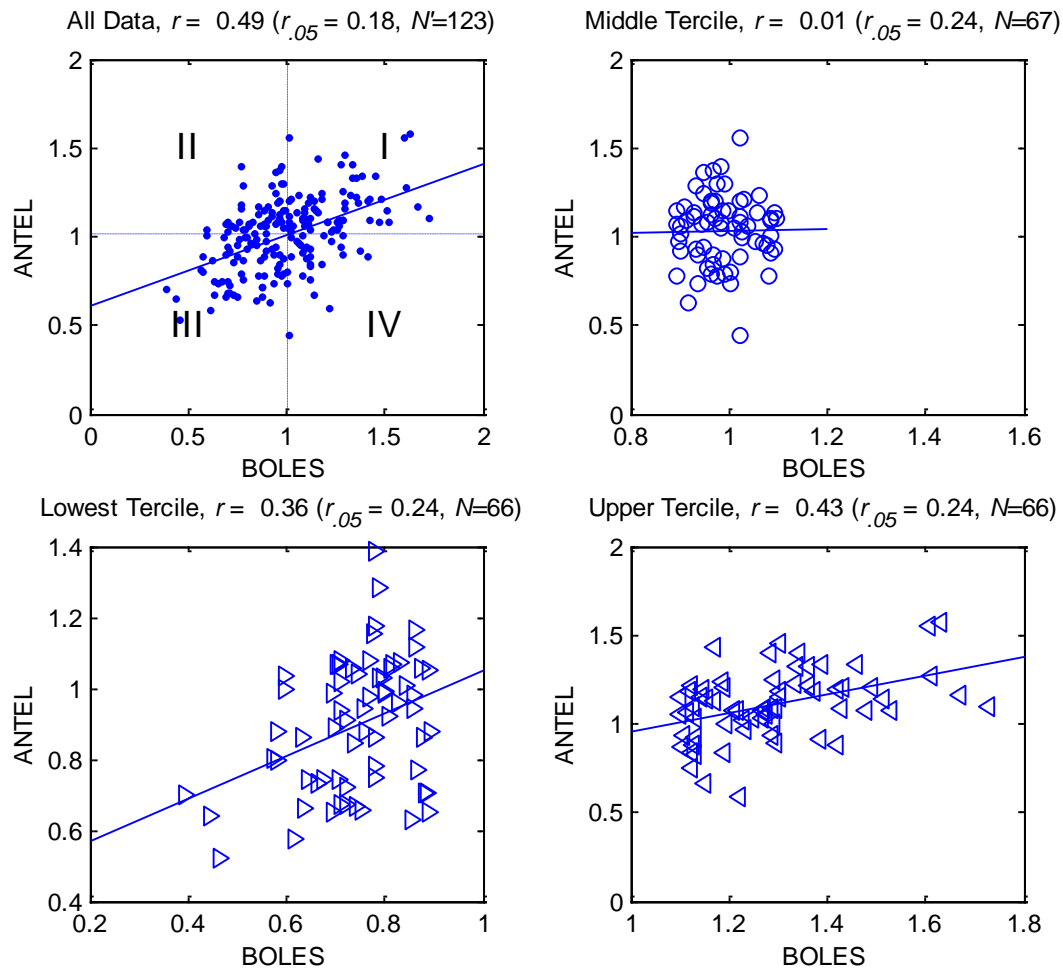 All Data, r = 0.49 (r.05 = 0.18, N'=123)
2
1.5
1
0.5
0
ANTEL
II
I
III
IV
0
0.5
1
1.5
2
BOLES
Middle Tercile, r = 0.01 (r.05 = 0.24, N=67)
2
1.5
1
0.5
0
ANTEL
0.8
1
1.2
1.4
1.6
BOLES
Lowest Tercile, r = 0.36 (r.05 = 0.24, N=66)
1.4
1.2
1
0.8
0.6
0.4
ANTEL
0.2
0.4
0.6
0.8
1
BOLES
Upper Tercile, r = 0.43 (r.05 = 0.24, N=66)
2
1.5
1
0.5
0
ANTEL
1
1.2
1.4
1.6
1.8
BOLES